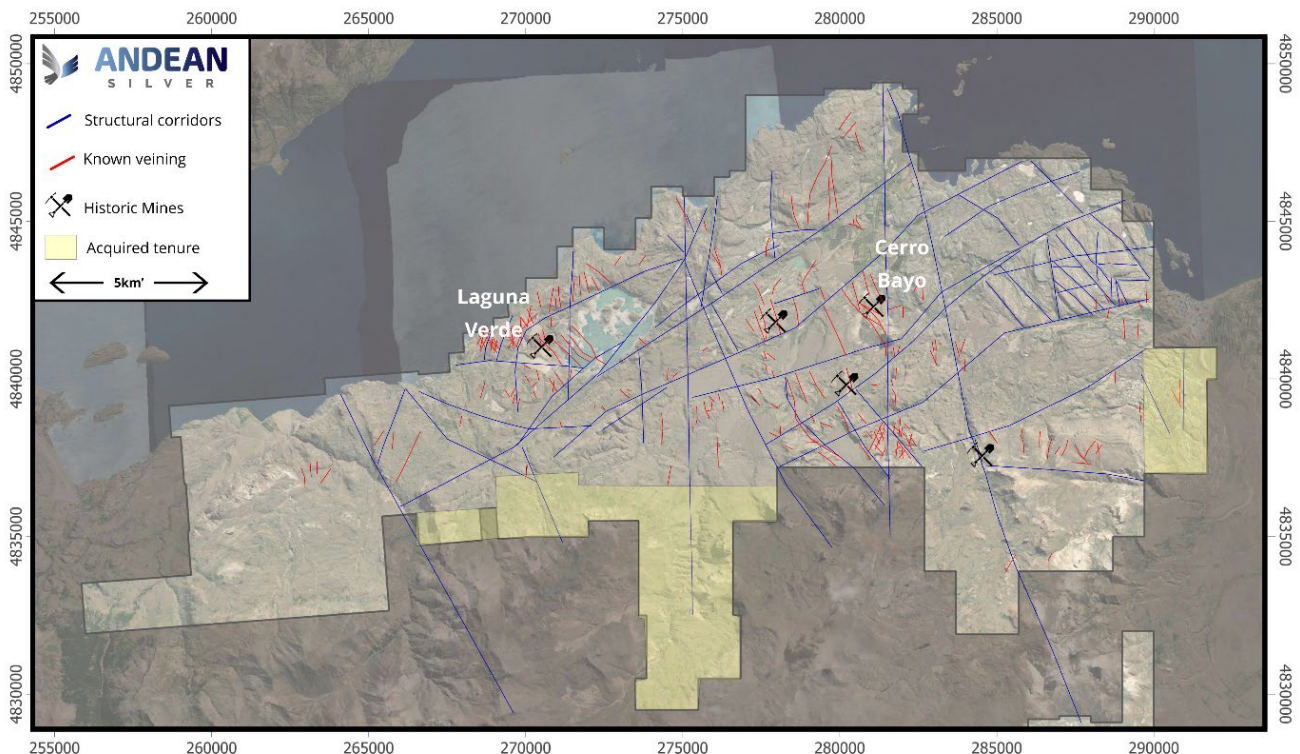 255000 260000 265000 270000 275000 280000 285000 290000
4850000 4850000
ANDEAN
SILVER
Structural corridors
Known veining
Historic Mines
Acquired tenure
5km'
4845000 4845000
Cerro
Bayo
Laguna
Verde
4840000 4840000
4835000 4835000
4830000 4830000
255000 260000 265000 270000 275000 280000 285000 290000